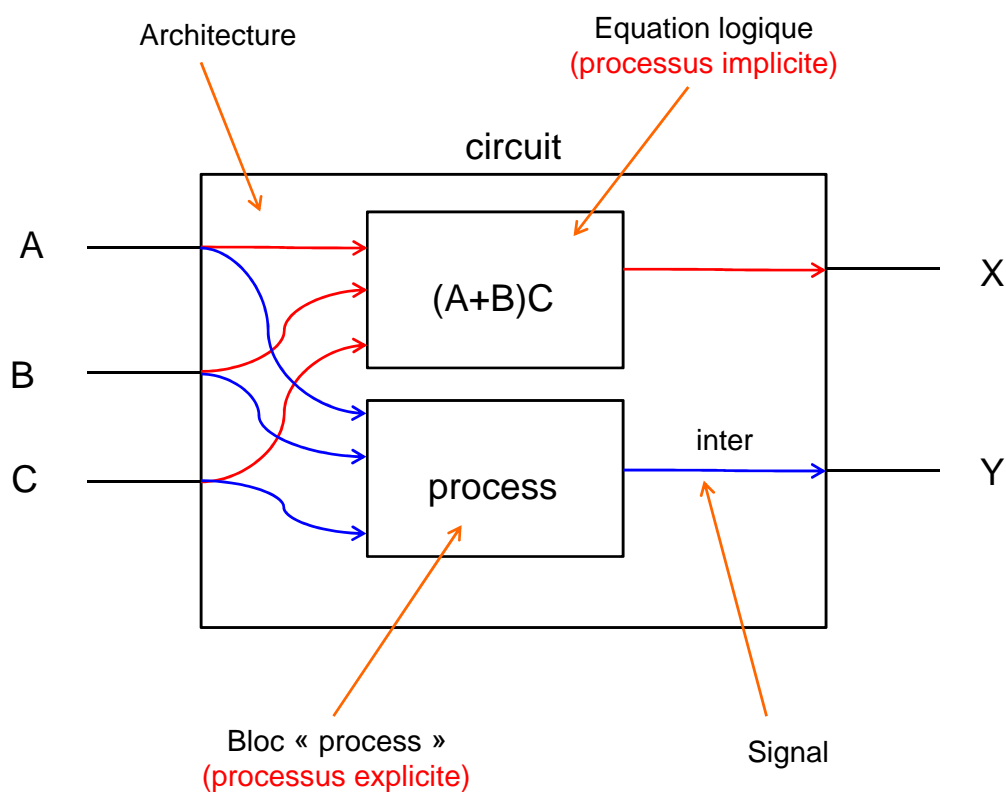 Architecture
Equation logique
(processus implicite)
circuit
A
(A+B)C
X
B
inter
C
process
Y
Bloc « process »
(processus explicite)
Signal